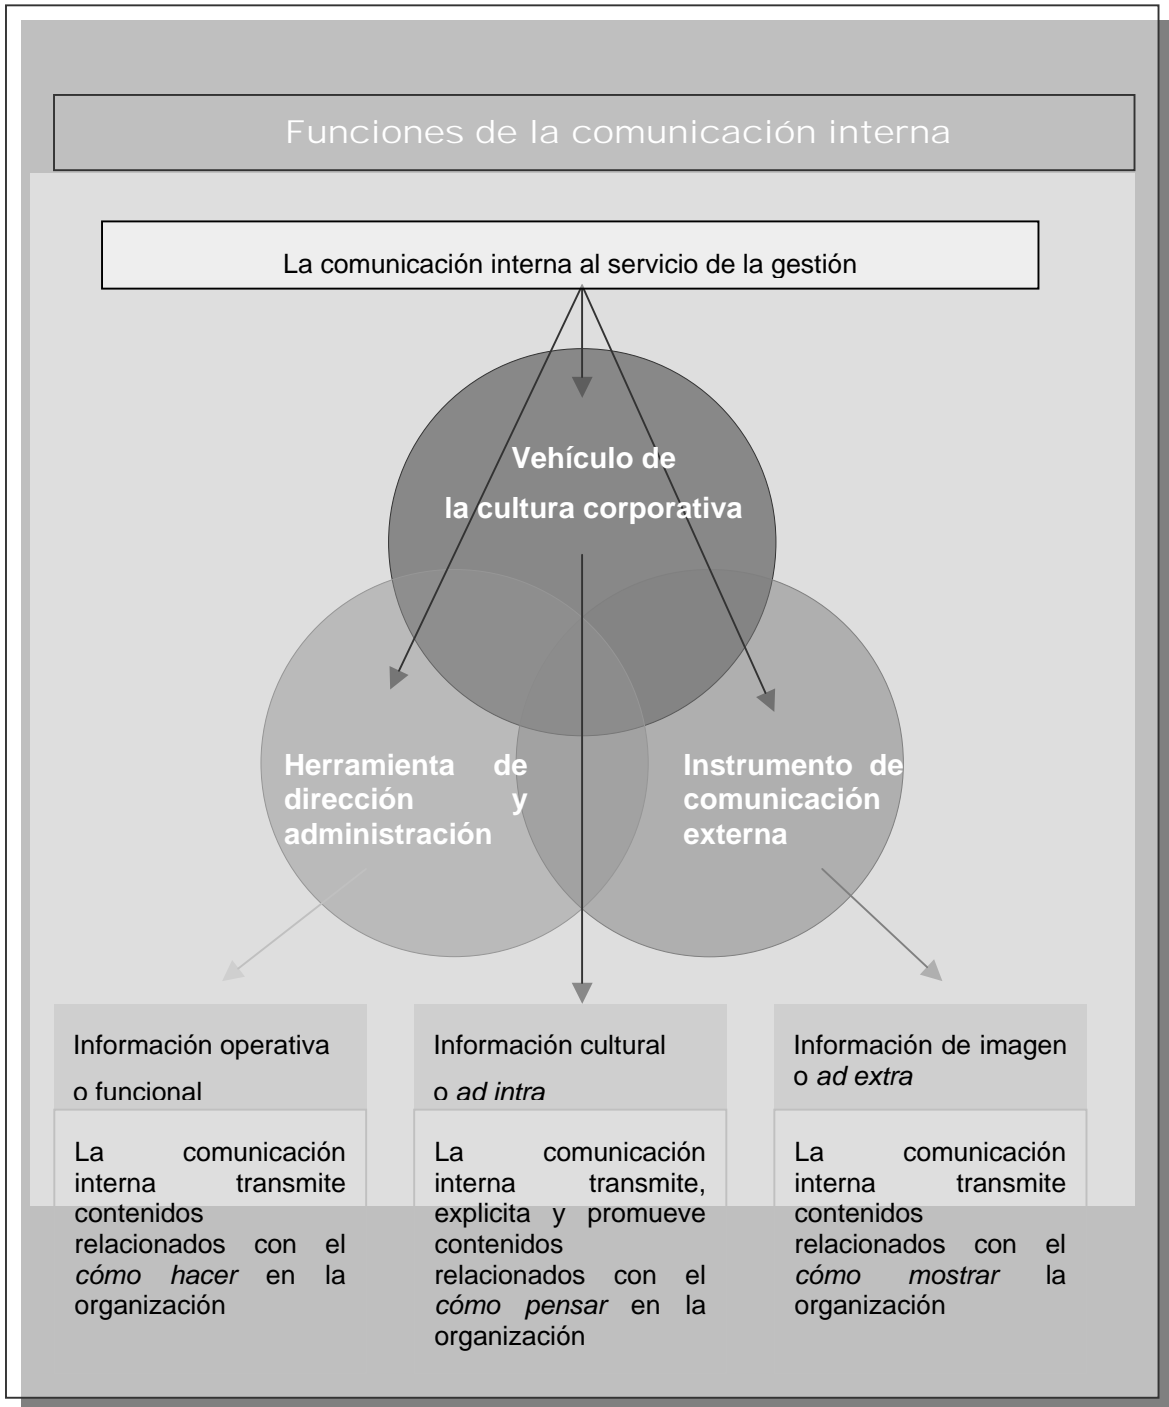 Funciones de la comunicación interna
La comunicación interna al servicio de la gestión
Vehículo de
la cultura corporativa
Herramienta de
dirección y
administración
Instrumento de
comunicación
externa
Información operativa
o funcional
La comunicación
interna transmite
contenidos
relacionados con el
cómo hacer en la
organización
Información cultural
o ad intra
La comunicación
interna transmite,
explicita y promueve
contenidos
relacionados con el
cómo pensar en la
organización
Información de imagen
o ad extra
La comunicación
interna transmite
contenidos
relacionados con el
cómo mostrar la
organización